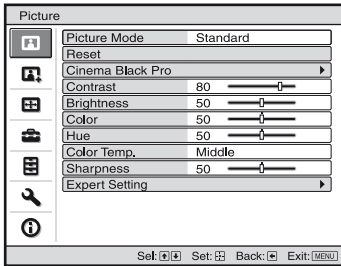 Picture
Picture Mode Standard
Reset
Cinema Black Pro
Contrast 80
Brightness 50
Color 50
Hue 50
Color Temp. Middle
Sharpness 50
Expert Setting
Sel: Set: Back: Exit: MENU